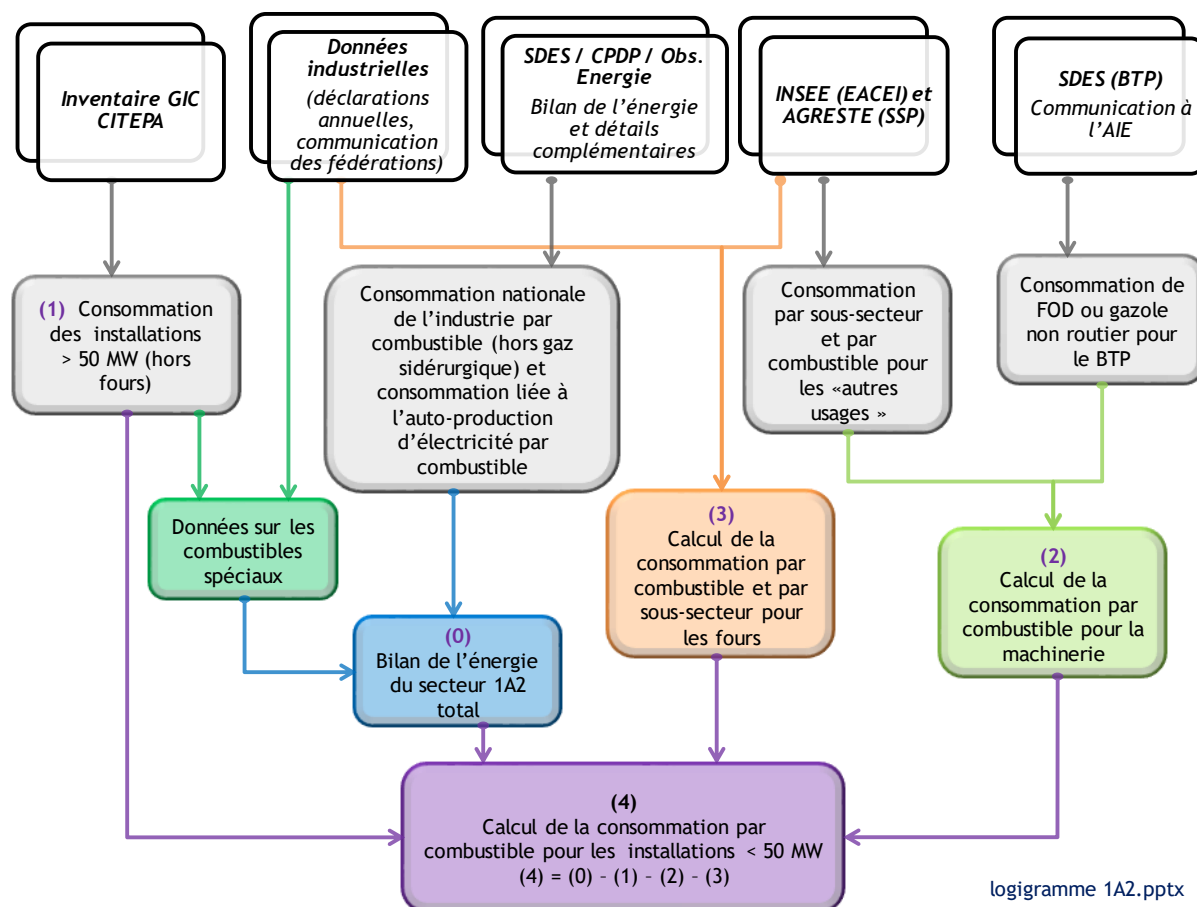 Inventaire GIC
CITEPA
Données
industrielles
(déclarations
annuelles,
communication
des fédérations)
SDES / CPDP / Obs.
Energie
Bilan de l’énergie
et détails
complémentaires
INSEE (EACEI) et
AGRESTE (SSP)
SDES (BTP)
Communication à
l’AIE
(1) Consommation
des installations
> 50 MW (hors
fours)
Consommation nationale
de l’industrie par
combustible (hors gaz
sidérurgique) et
consommation liée à
l’auto-production
d’électricité par
combustible
Consommation
par sous-secteur
et par
combustible pour
les «autres
usages »
Consommation de
FOD ou gazole
non routier pour
le BTP
Données sur les
combustibles
spéciaux
(3)
Calcul de la
consommation par
combustible et par
sous-secteur pour
les fours
(2)
Calcul de la
consommation par
combustible pour la
machinerie
(0)
Bilan de l’énergie
du secteur 1A2
total
(4)
Calcul de la consommation par
combustible pour les installations < 50 MW
(4) = (0) – (1) – (2) – (3)
logigramme 1A2.pptx